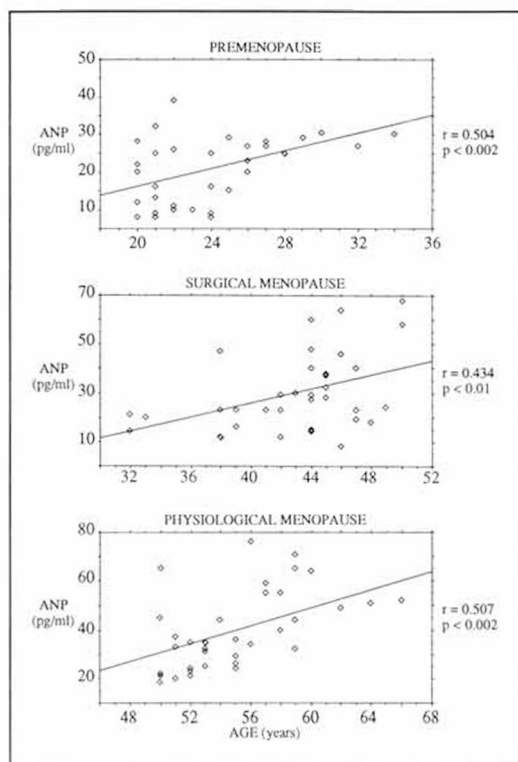 PREMENOPAUSE
50
40
ANP
(pg/ml)
30
20
10
r = 0.504
p < 0.002
20 24 28 32 36
SURGICAL MENOPAUSE
70
ANP
(pg/ml)
50
30
10
r = 0.434
p < 0.01
32 36 40 44 48 52
PHYSIOLOGICAL MENOPAUSE
80
ANP
(pg/ml)
60
40
20
r = 0.507
p < 0.002
48 52 56 60 64 68
AGE (years)